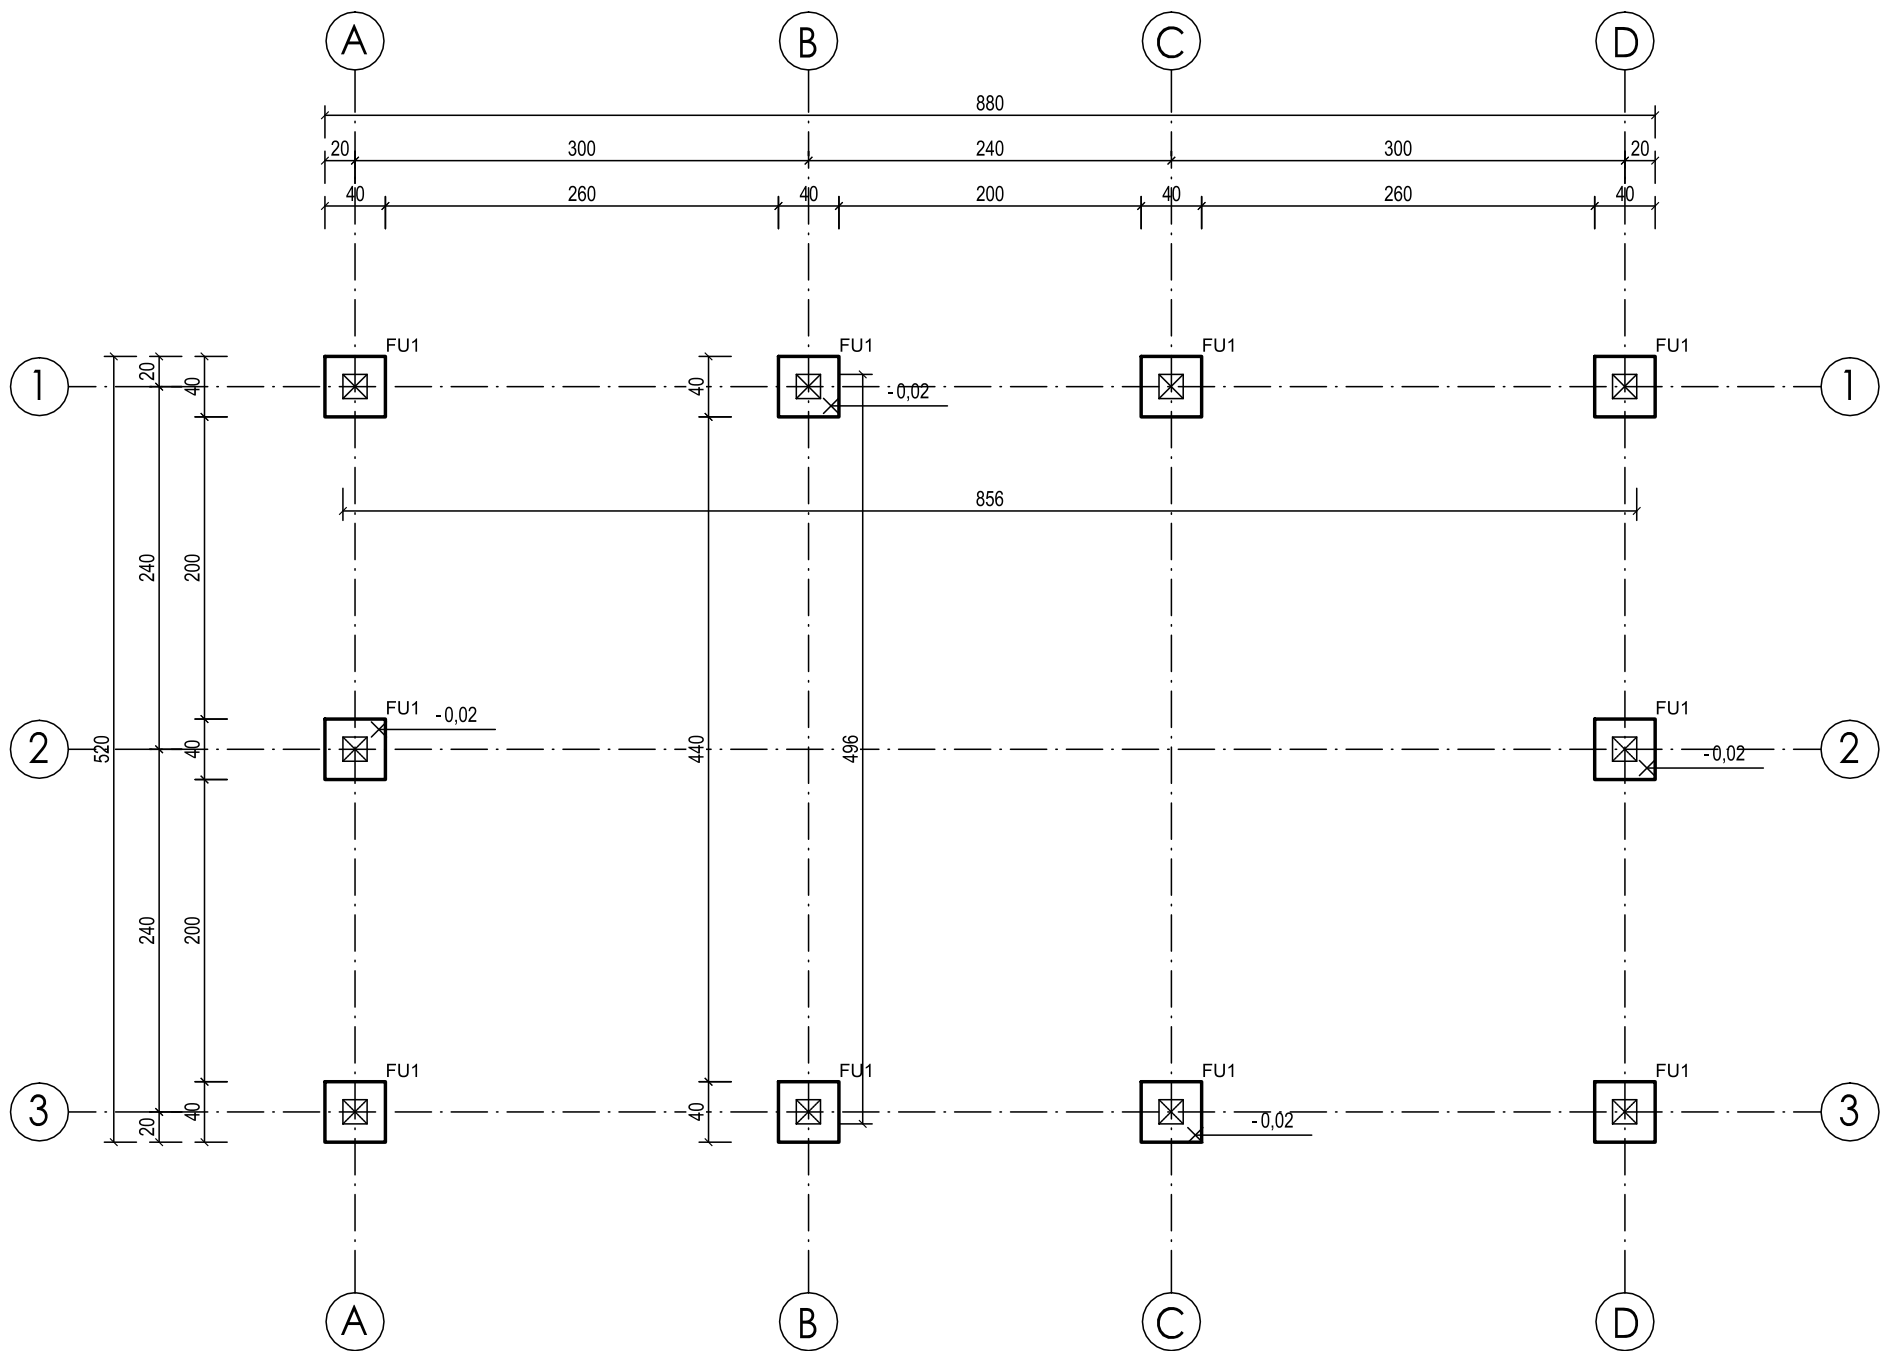 A B C D
880
20 300 240 300 20
40 260 40 200 40 260 40
FU1 FU1 FU1 FU1
1 20 40 40 -0,02 1
856
240 200
FU1 -0,02 FU1
2 520 40 440 496 -0,02 2
240 200
FU1 FU1 FU1 FU1
3 20 40 40 -0,02 3
A B C D